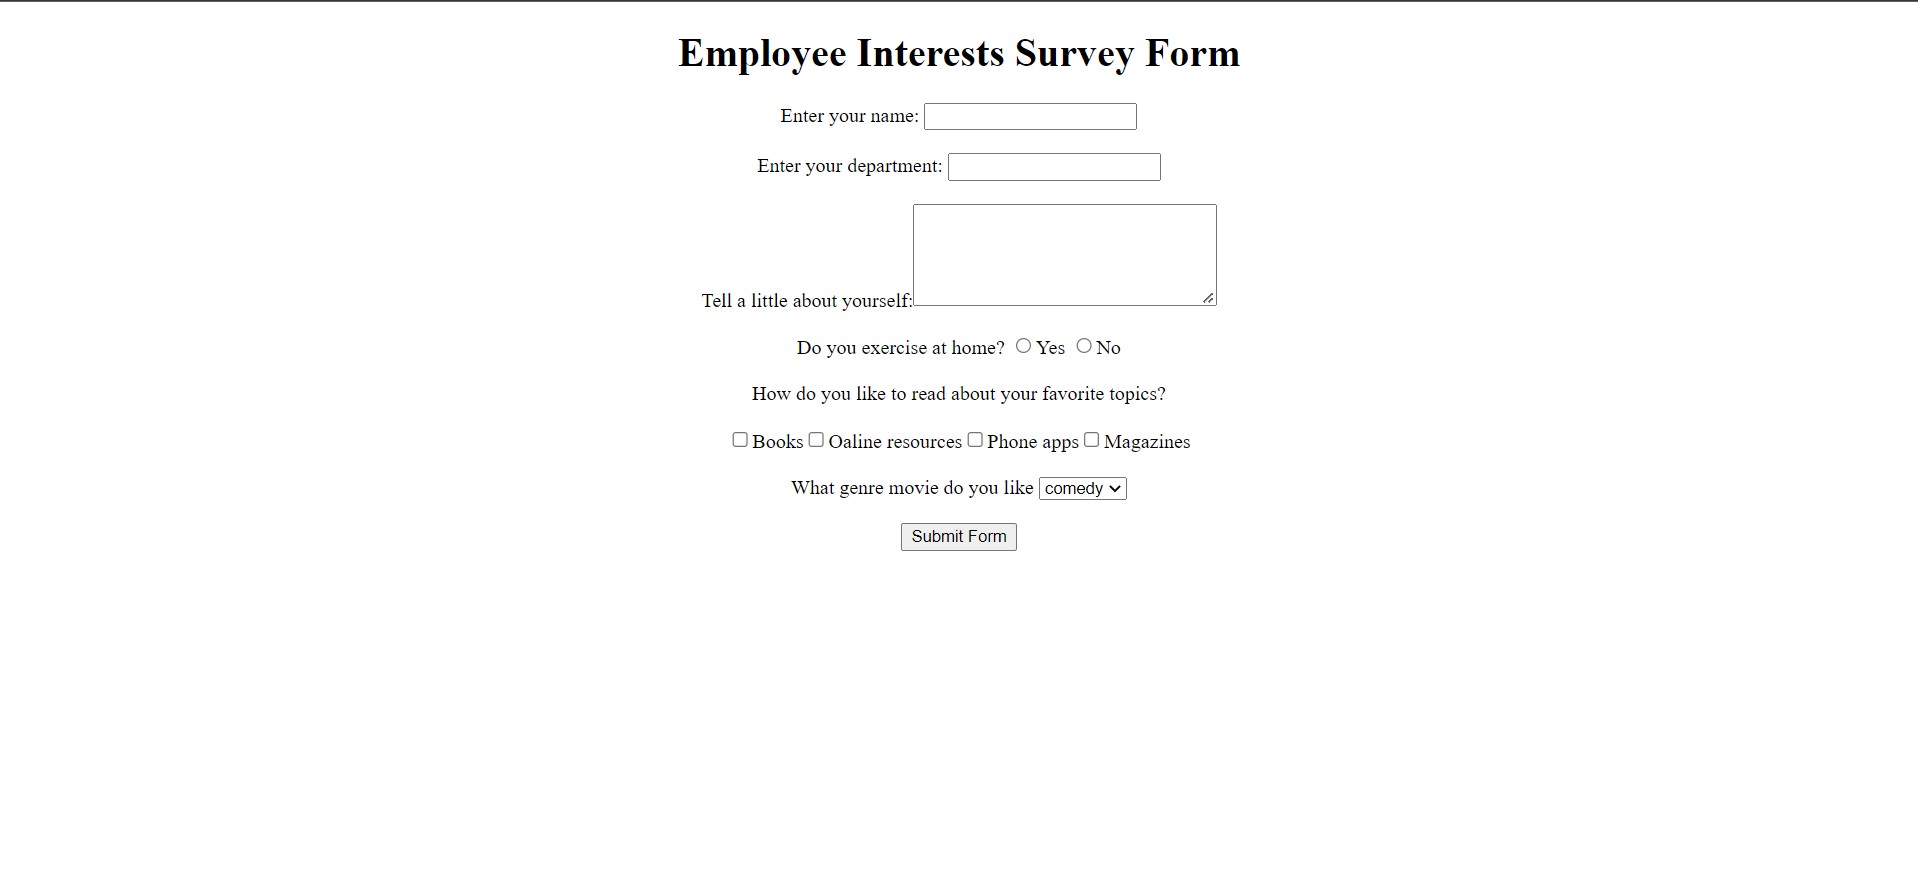 Employee Interests Survey Form
Enter your name:
Enter your department:
Tell a little about yourself:
Do you exercise at home? Yes No
How do you like to read about your favorite topics?
Books Oaline resources Phone apps Magazines
What genre movie do you like comedy
Submit Form